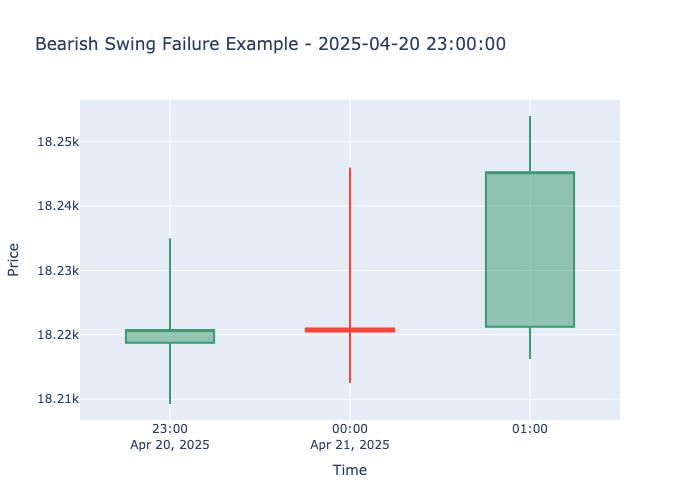 Bearish Swing Failure Example - 2025-04-20 23:00:00
18.25k
18.24k
18.23k
18.22k
18.21k
Price
23:00
Apr 20, 2025
00:00
Apr 21, 2025
01:00
Time